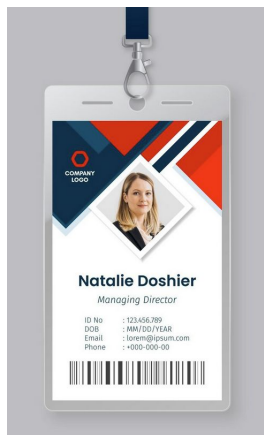 COMPANY
LOGO
Natalie Doshier
Managing Director
ID No : 123.456.789
DOB : MM/DD/YEAR
Email : lorem@ipsum.com
Phone : +000-000-00